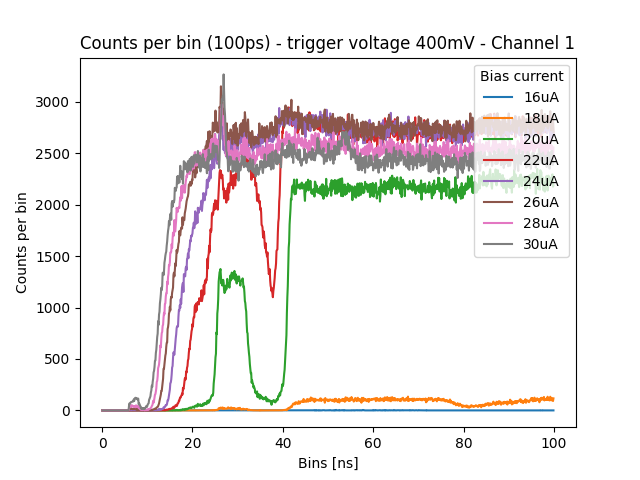 Counts per bin (100ps) - trigger voltage 400mV - Channel 1
Counts per bin
3000
2500
2000
1500
1000
500
0
0 20 40 60 80 100
Bins [ns]
Bias current
16uA
18uA
20uA
22uA
24uA
26uA
28uA
30uA